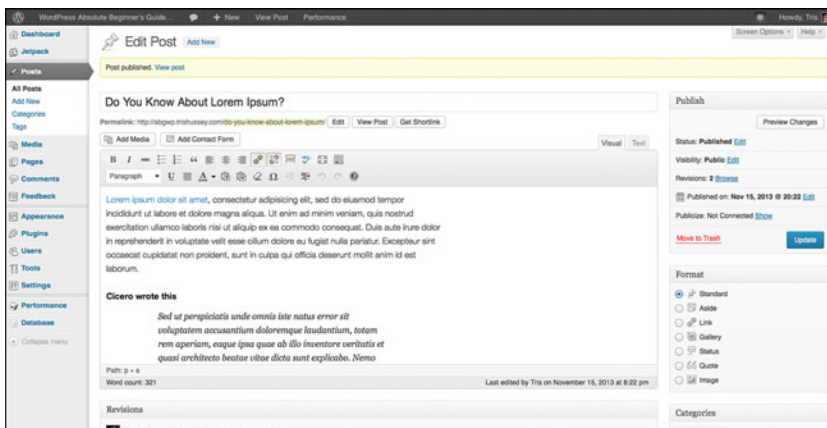 WordPress Absolute Beginner's Guide... + New View Post Performance Howdy, Tris
Screen Options Help
Dashboard
Jetpack
Posts
All Posts
Add New
Categories
Tags
Media
Pages
Comments
Feedback
Appearance
Plugins
Users
Tools
Settings
Performance
Database
Collapse menu
Edit Post Add New
Post published. View post
Do You Know About Lorem Ipsum?
Permalink: http://abgwp.trishussey.com/do-you-know-about-lorem-ipsum/ Edit View Post Get Shortlink
Add Media Add Contact Form Visual Text
Paragraph
Lorem ipsum dolor sit amet, consectetur adipisicing elit, sed do eiusmod tempor
incididunt ut labore et dolore magna aliqua. Ut enim ad minim veniam, quis nostrud
exercitation ullamco laboris nisi ut aliquip ex ea commodo consequat. Duis aute irure dolor
in reprehenderit in voluptate velit esse cillum dolore eu fugiat nulla pariatur. Excepteur sint
occaecat cupidatat non proident, sunt in culpa qui officia deserunt mollit anim id est
laborum.
Cicero wrote this
Sed ut perspiciatis unde omnis iste natus error sit
voluptatem accusantium doloremque laudantium, totam
rem aperiam, eaque ipsa quae ab illo inventore veritatis et
quasi architecto beatae vitae dicta sunt explicabo. Nemo
Path: p » a
Word count: 321 Last edited by Tris on November 15, 2013 at 8:22 pm
Revisions
Publish
Preview Changes
Status: Published Edit
Visibility: Public Edit
Revisions: 2 Browse
Published on: Nov 15, 2013 @ 20:22 Edit
Publicize: Not Connected Show
Move to Trash Update
Format
Standard
Aside
Link
Gallery
Status
Quote
Image
Categories